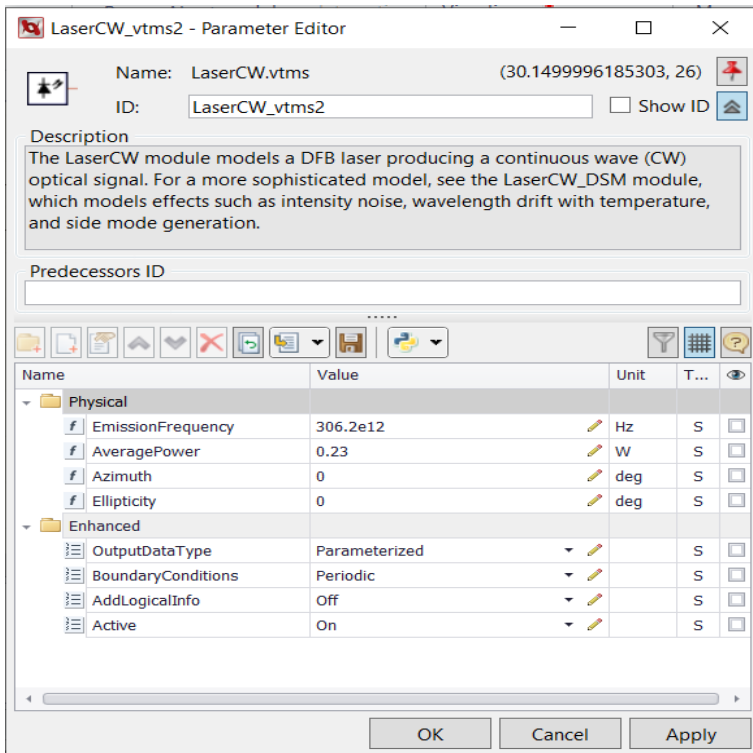 LaserCW_vtms2 - Parameter Editor
Name: LaserCW.vtms (30.1499996185303, 26)
ID: LaserCW_vtms2 Show ID
Description
The LaserCW module models a DFB laser producing a continuous wave (CW)
optical signal. For a more sophisticated model, see the LaserCW_DSM module,
which models effects such as intensity noise, wavelength drift with temperature,
and side mode generation.
Predecessors ID
Name Value Unit T...
Physical
f EmissionFrequency 306.2e12 Hz S
f AveragePower 0.23 W S
f Azimuth 0 deg S
f Ellipticity 0 deg S
Enhanced
OutputDataType Parameterized S
BoundaryConditions Periodic S
AddLogicalInfo Off S
Active On S
OK Cancel Apply